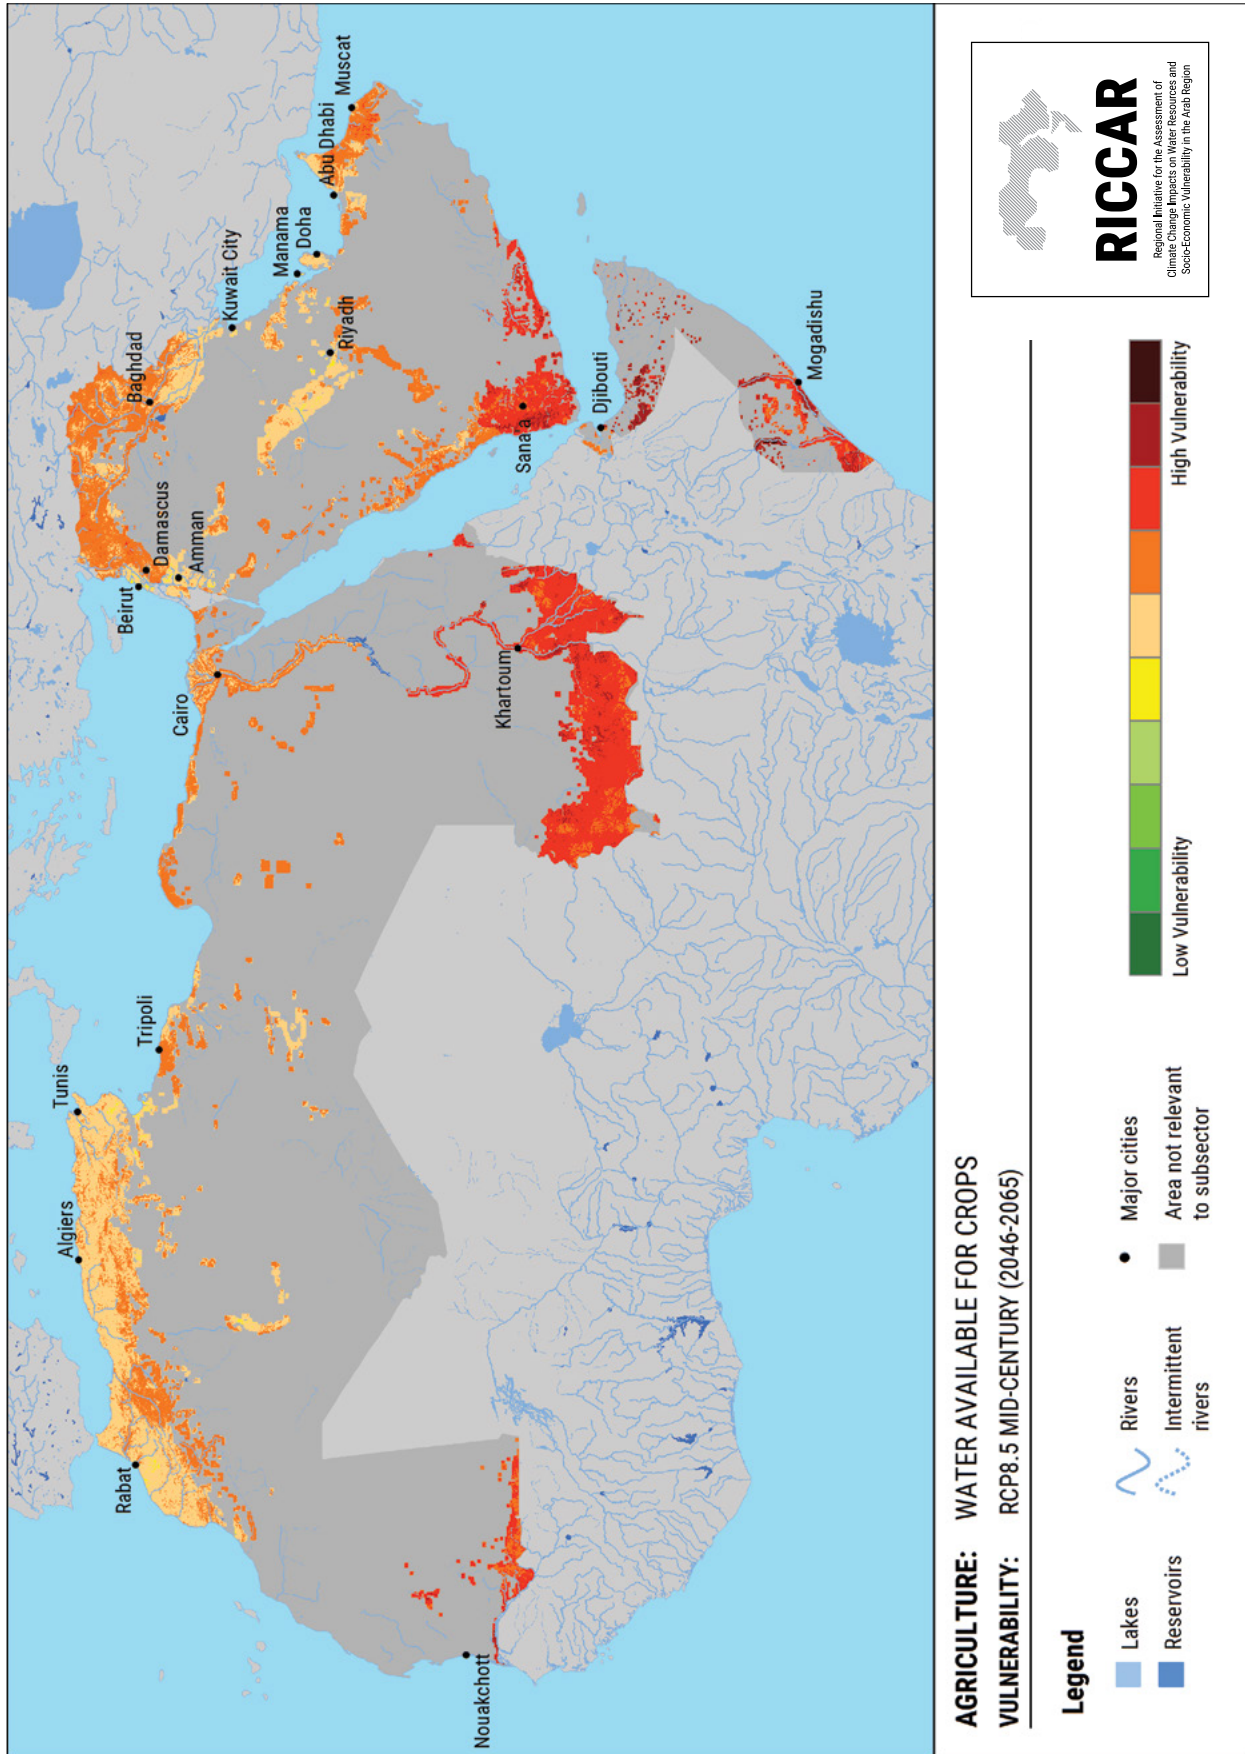 Muscat
Abu Dhabi
Manama
Doha
Kuwait City
Riyadh
Baghdad
Damascus
Amman
Beirut
Sana'a
Djibouti
Mogadishu
Cairo
Khartoum
Tripoli
Tunis
Algiers
Rabat
Nouakchott
AGRICULTURE: WATER AVAILABLE FOR CROPS
VULNERABILITY: RCP8.5 MID-CENTURY (2046-2065)
Legend
Lakes
Reservoirs
Rivers
Intermittent
rivers
Major cities
Area not relevant
to subsector
Low Vulnerability
High Vulnerability
RICCAR
Regional Initiative for the Assessment of
Climate Change Impacts on Water Resources and
Socio-Economic Vulnerability in the Arab Region